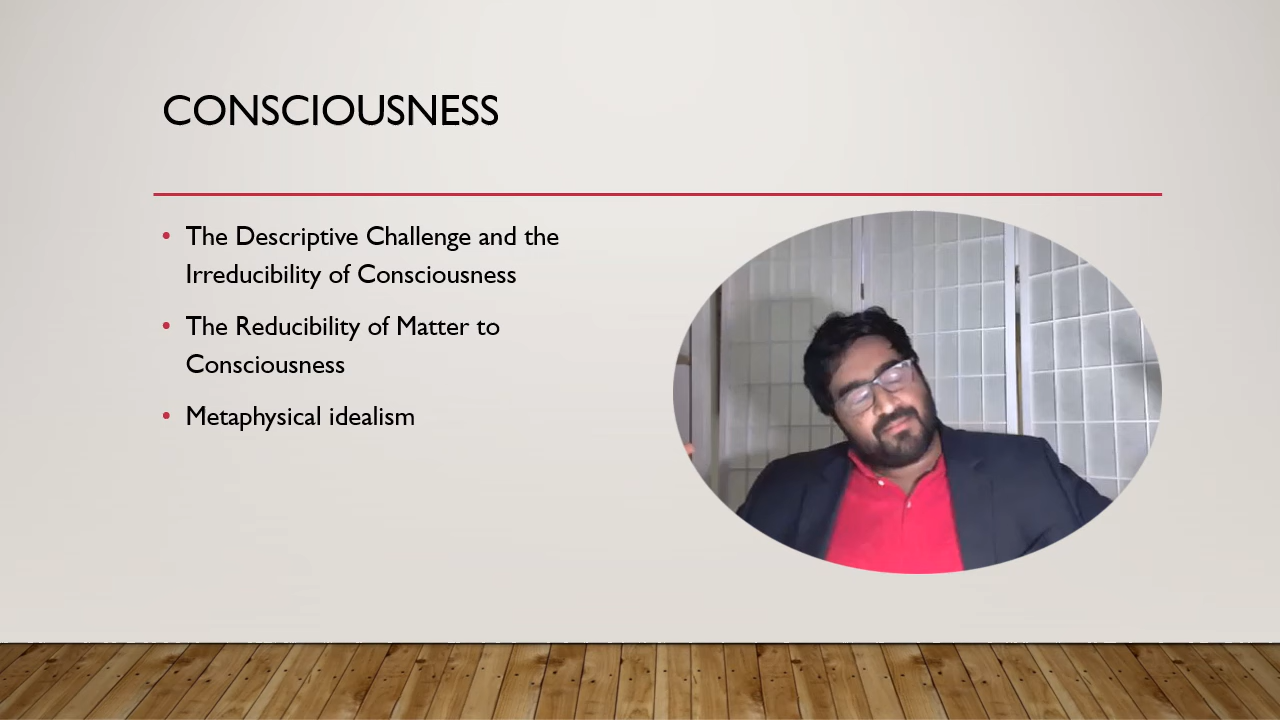 CONSCIOUSNESS
• The Descriptive Challenge and the
Irreducibility of Consciousness
• The Reducibility of Matter to
Consciousness
• Metaphysical idealism